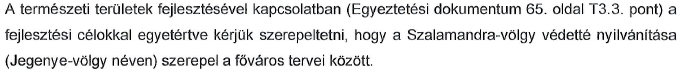 A természeti területek fejlesztésével kapcsolatban (Egyeztetési dokumentum 65. oldal T3.3. pont) a
fejlesztési célokkal egyetértve kérjük szerepeltetni, hogy a Szalamandra-völgy védetté nyilvánítása
(Jegenye-völgy néven) szerepel a főváros tervei között.